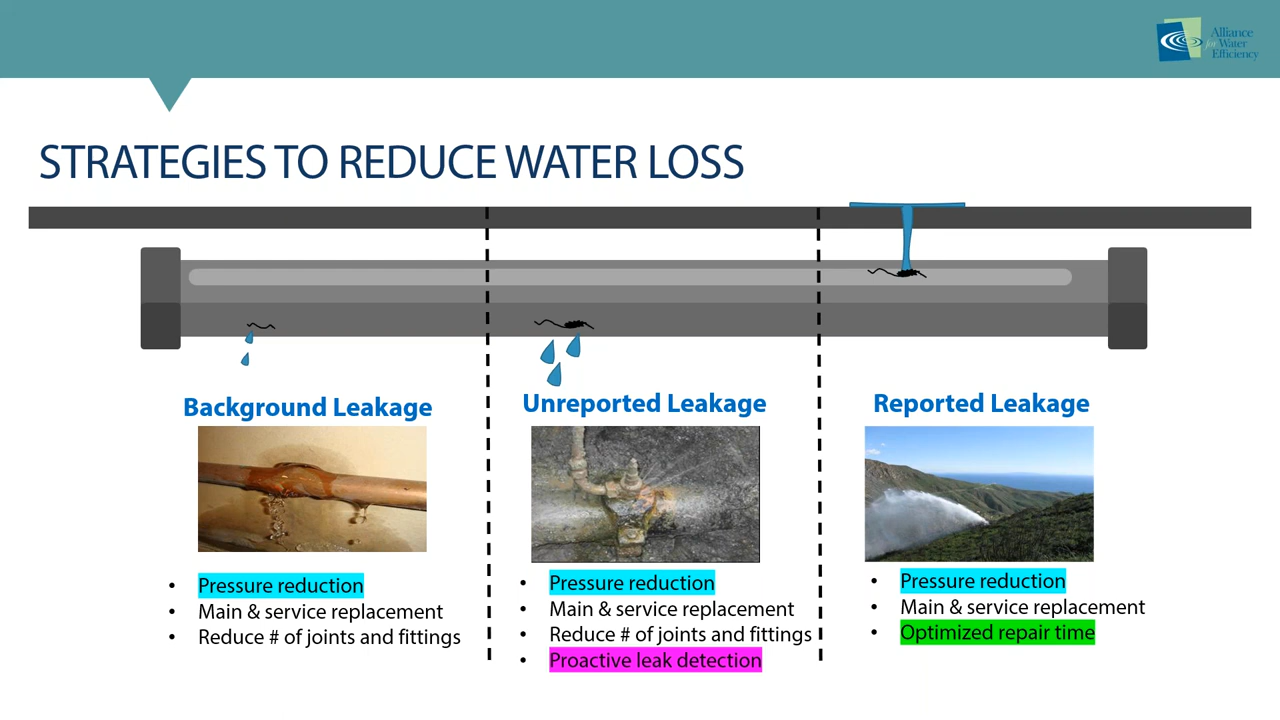 Alliance
for Water
Efficiency
STRATEGIES TO REDUCE WATER LOSS
Background Leakage
• Pressure reduction
• Main & service replacement
• Reduce # of joints and fittings
Unreported Leakage
• Pressure reduction
• Main & service replacement
• Reduce # of joints and fittings
• Proactive leak detection
Reported Leakage
• Pressure reduction
• Main & service replacement
• Optimized repair time